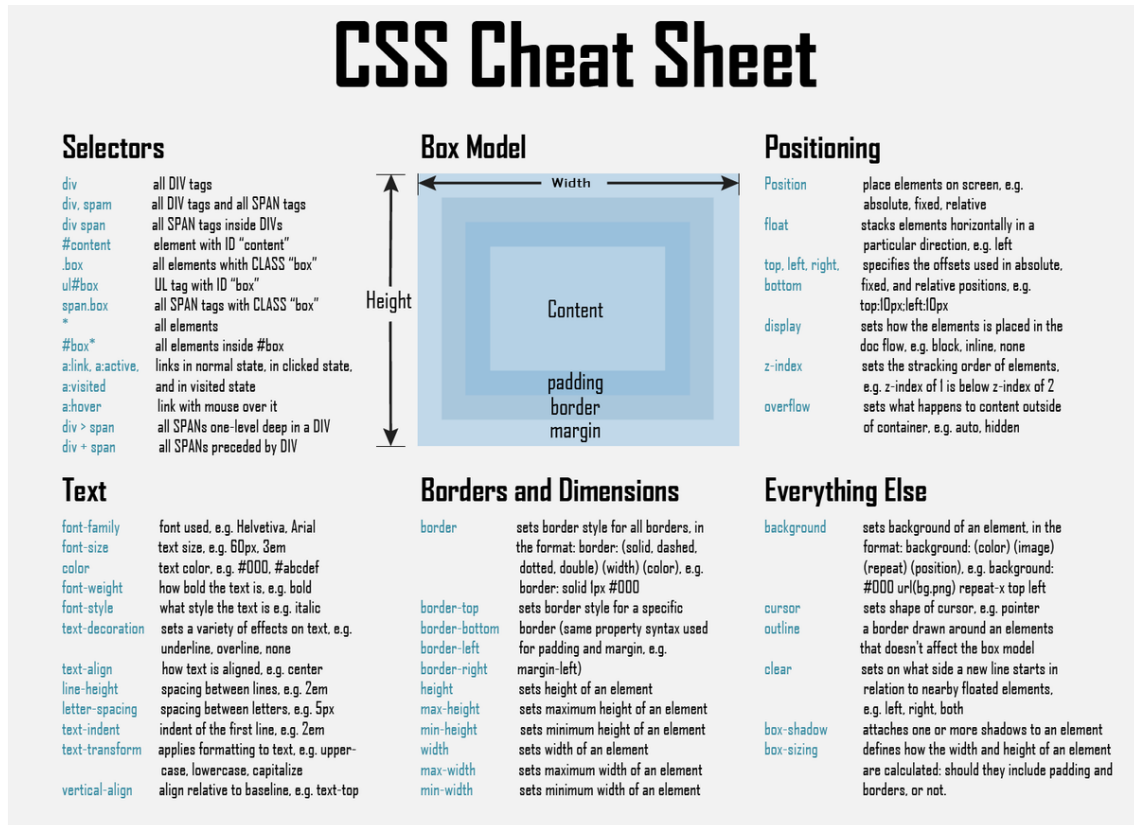 CSS Cheat Sheet
Selectors
div all DIV tags
div, spam all DIV tags and all SPAN tags
div span all SPAN tags inside DIVs
#content element with ID “content”
.box all elements whith CLASS “box”
ul#box UL tag with ID “box”
span.box all SPAN tags with CLASS “box”
* all elements
#box* all elements inside #box
a:link, a:active, links in normal state, in clicked state,
a:visited and in visited state
a:hover link with mouse over it
div > span all SPANs one-level deep in a DIV
div + span all SPANs preceded by DIV
Box Model
Width
Height
Content
padding
border
margin
Positioning
Position place elements on screen, e.g.
absolute, fixed, relative
float stacks elements horizontally in a
particular direction, e.g. left
top, left, right, specifies the offsets used in absolute,
bottom fixed, and relative positions, e.g.
top:10px;left:10px
display sets how the elements is placed in the
doc flow, e.g. block, inline, none
z-index sets the stracking order of elements,
e.g. z-index of 1 is below z-index of 2
overflow sets what happens to content outside
of container, e.g. auto, hidden
Text
font-family font used, e.g. Helvetiva, Arial
font-size text size, e.g. 60px, 3em
color text color, e.g. #000, #abcdef
font-weight how bold the text is, e.g. bold
font-style what style the text is e.g. italic
text-decoration sets a variety of effects on text, e.g.
underline, overline, none
text-align how text is aligned, e.g. center
line-height spacing between lines, e.g. 2em
letter-spacing spacing between letters, e.g. 5px
text-indent indent of the first line, e.g. 2em
text-transform applies formatting to text, e.g. upper-
case, lowercase, capitalize
vertical-align align relative to baseline, e.g. text-top
Borders and Dimensions
border sets border style for all borders, in
the format: border: (solid, dashed,
dotted, double) (width) (color), e.g.
border: solid 1px #000
border-top sets border style for a specific
border-bottom border (same property syntax used
border-left for padding and margin, e.g.
border-right margin-left)
height sets height of an element
max-height sets maximum height of an element
min-height sets minimum height of an element
width sets width of an element
max-width sets maximum width of an element
min-width sets minimum width of an element
Everything Else
background sets background of an element, in the
format: background: (color) (image)
(repeat) (position), e.g. background:
#000 url(bg.png) repeat-x top left
cursor sets shape of cursor, e.g. pointer
outline a border drawn around an elements
that doesn't affect the box model
clear sets on what side a new line starts in
relation to nearby floated elements,
e.g. left, right, both
box-shadow attaches one or more shadows to an element
box-sizing defines how the width and height of an element
are calculated: should they include padding and
borders, or not.